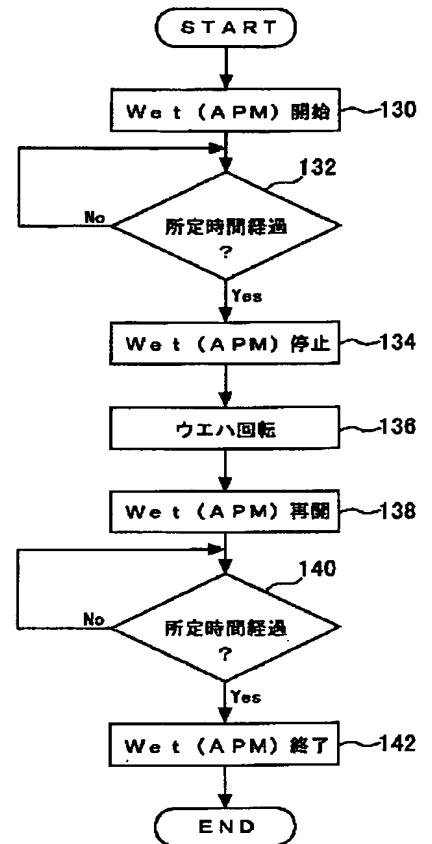 START
Wet (APM) 開始
130
132
所定時間経過
?
No
Yes
Wet (APM) 停止
134
ウエハ回転
136
Wet (APM) 再開
138
140
所定時間経過
?
No
Yes
Wet (APM) 終了
142
END